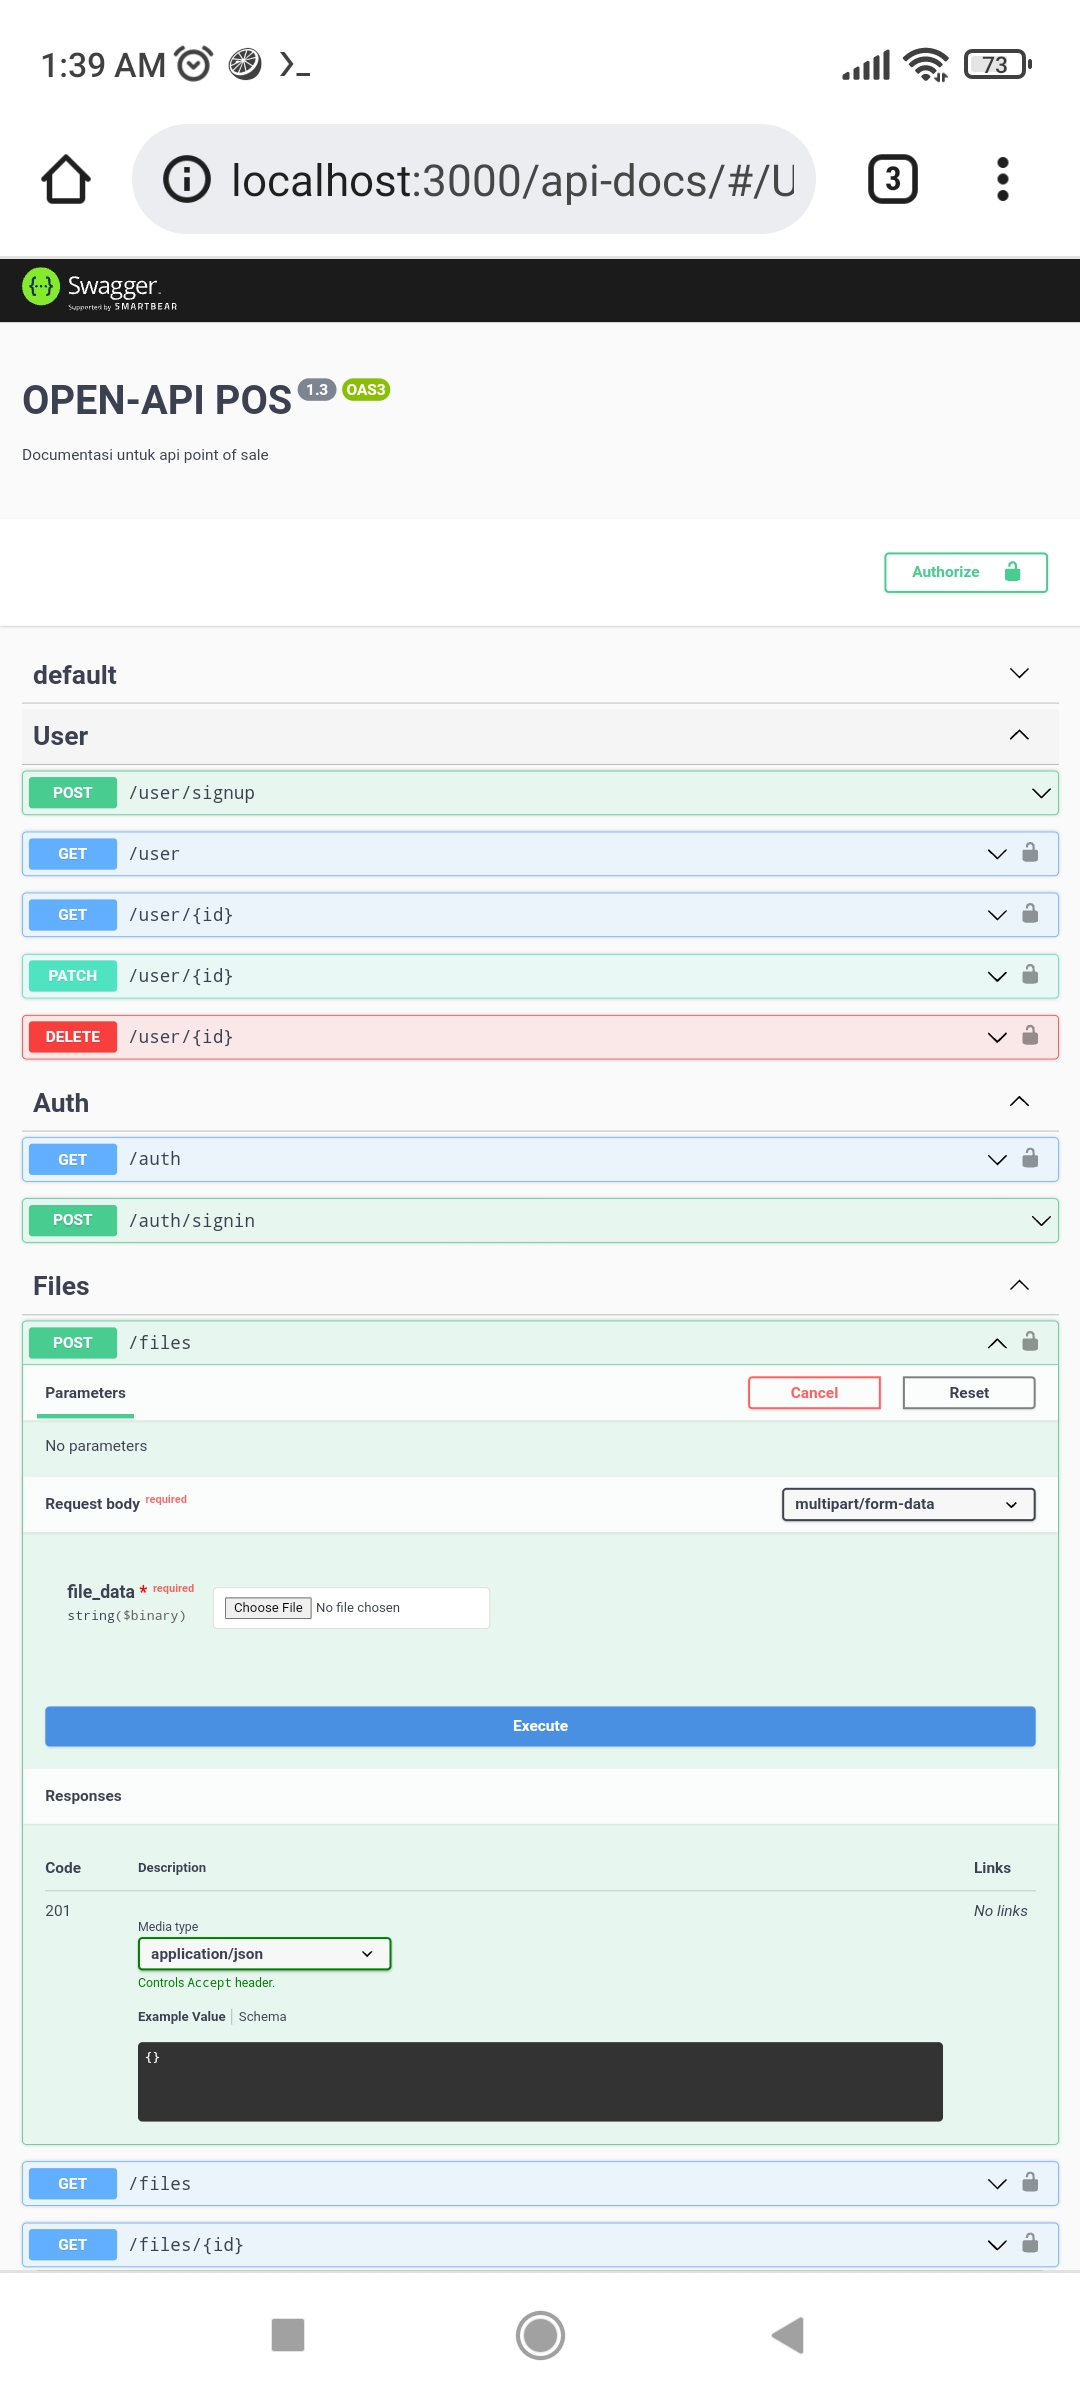 1:39 AM
73
localhost:3000/api-docs/#/U
3
Swagger.
Supported by SMARTBEAR
OPEN-API POS 1.3 OAS3
Documentasi untuk api point of sale
Authorize
default
User
POST /user/signup
GET /user
GET /user/{id}
PATCH /user/{id}
DELETE /user/{id}
Auth
GET /auth
POST /auth/signin
Files
POST /files
Parameters Cancel Reset
No parameters
Request body required multipart/form-data
file_data * required
string($binary)
Choose File No file chosen
Execute
Responses
Code Description Links
201 No links
Media type
application/json
Controls Accept header.
Example Value Schema
{}
GET /files
GET /files/{id}